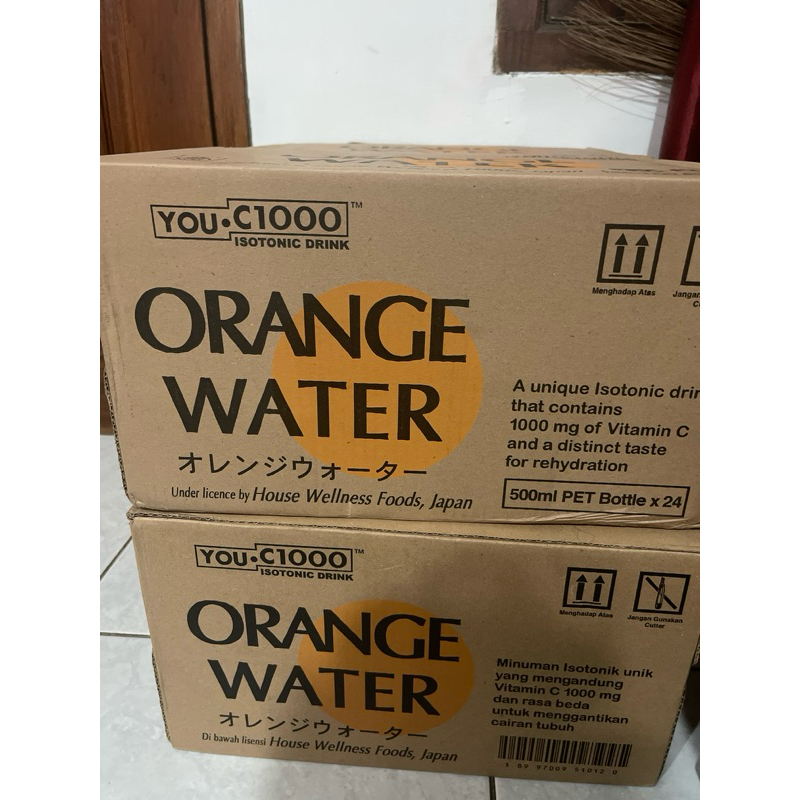 YOU•C1000™
ISOTONIC DRINK
ORANGE
WATER
オレンジウォーター
Under licence by House Wellness Foods, Japan
Menghadap Atas
A unique Isotonic
that contains
1000 mg of Vitamin C
and a distinct taste
for rehydration
500ml PET Bottle x 24
YOU•C1000™
ISOTONIC DRINK
ORANGE
WATER
オレンジウォーター
Di bawah lisensi House Wellness Foods, Japan
Menghadap Atas
Jangan Gunakan
Cutter
Minuman Isotonik unik
yang mengandung
Vitamin C 1000 mg
dan rasa beda
untuk menggantikan
cairan tubuh